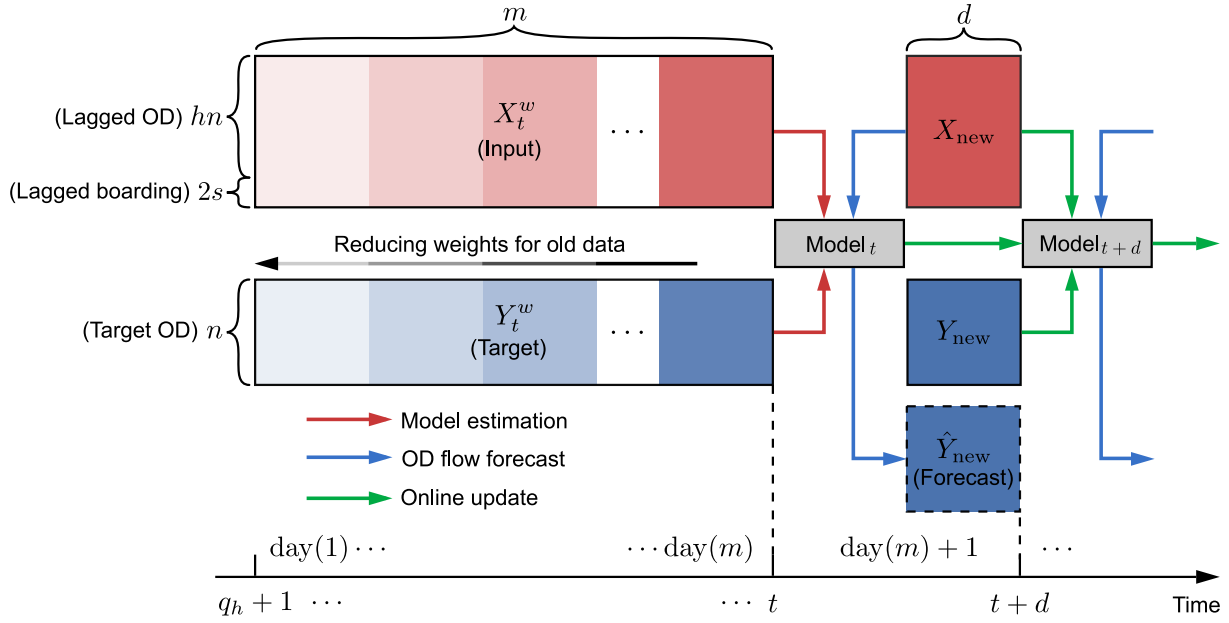 m
d
(Lagged OD) hn
X_t^w
(Input)
...
X_new
(Lagged boarding) 2s
Reducing weights for old data
Model_t
Model_{t+d}
(Target OD) n
Y_t^w
(Target)
...
Y_new
Model estimation
OD flow forecast
Online update
Ŷ_new
(Forecast)
day(1) ··· ··· day(m) day(m) + 1 ···
q_h + 1 ··· ··· t t + d Time